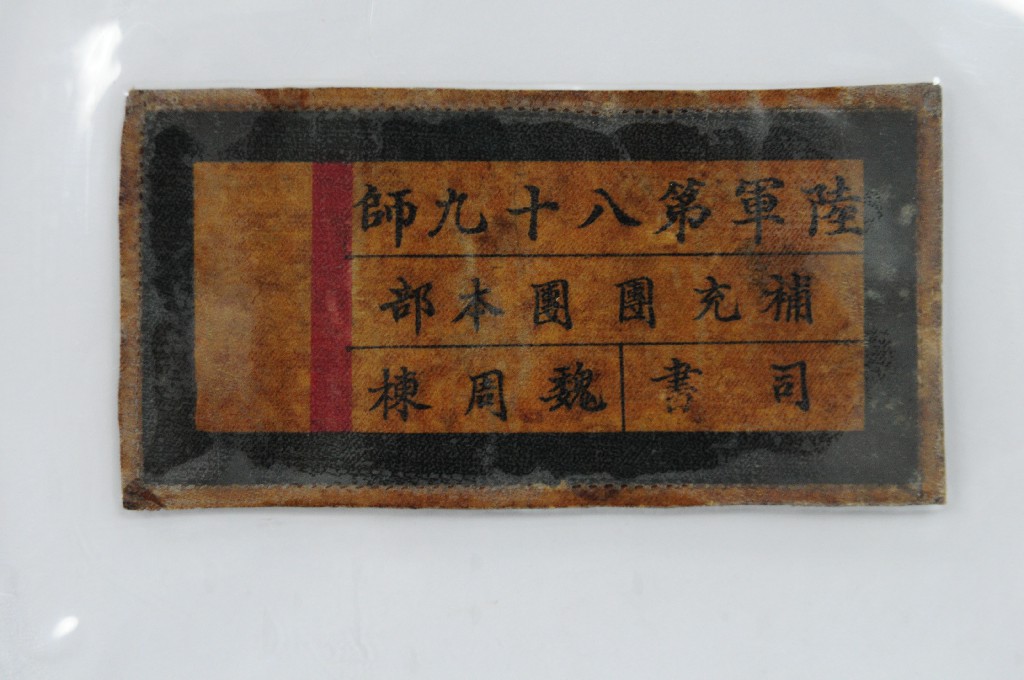 陸軍第八十九師
補充團團本部
司書 魏周棟